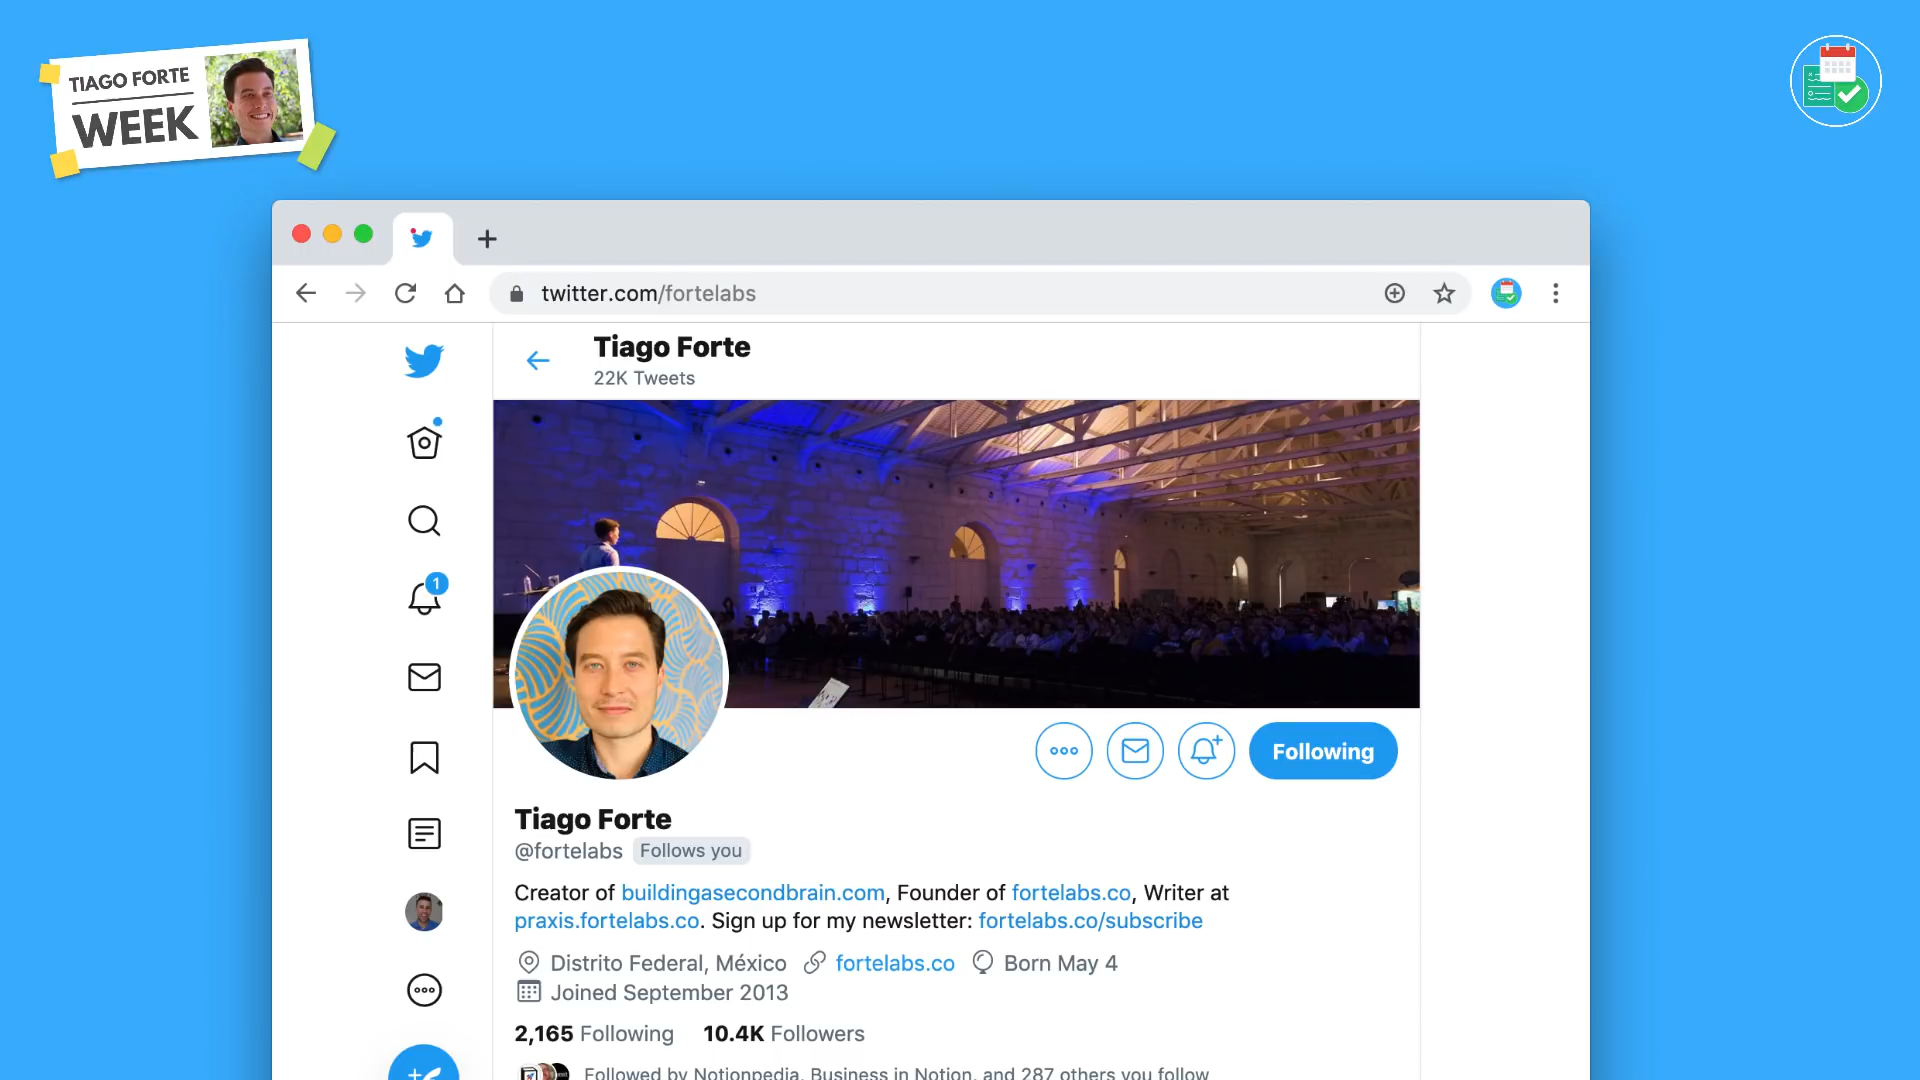 TIAGO FORTE
WEEK
twitter.com/fortelabs
Tiago Forte
22K Tweets
1
Following
Tiago Forte
@fortelabs Follows you
Creator of buildingasecondbrain.com, Founder of fortelabs.co, Writer at
praxis.fortelabs.co. Sign up for my newsletter: fortelabs.co/subscribe
Distrito Federal, México fortelabs.co Born May 4
Joined September 2013
2,165 Following 10.4K Followers
Followed by Notionpedia, Business in Notion, and 287 others you follow